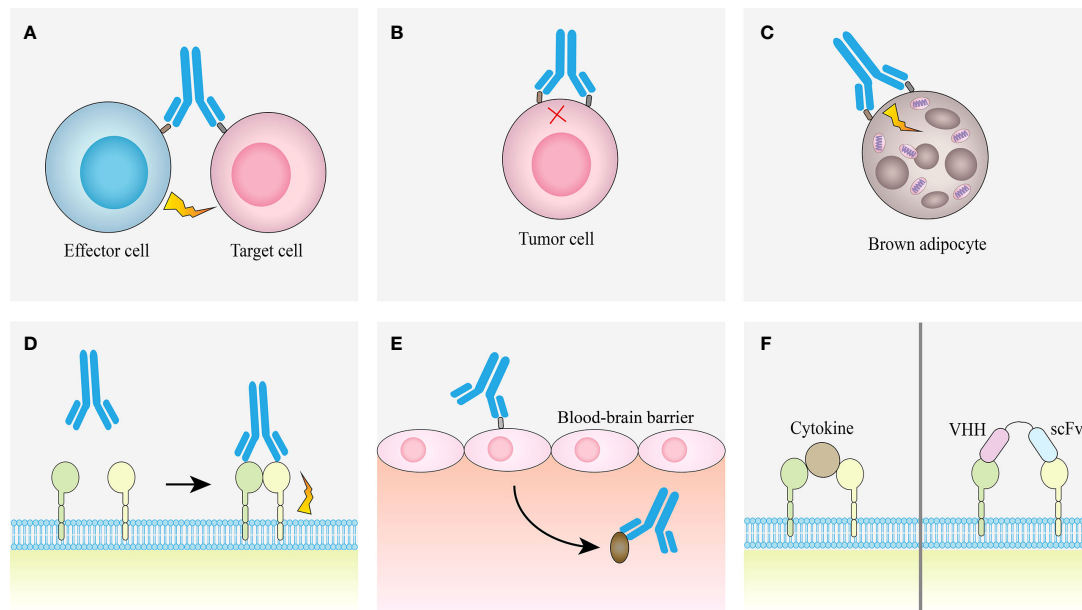 A
B
C
Effector cell
Target cell
Tumor cell
Brown adipocyte
D
E
F
Blood-brain barrier
Cytokine
VHH
scFv